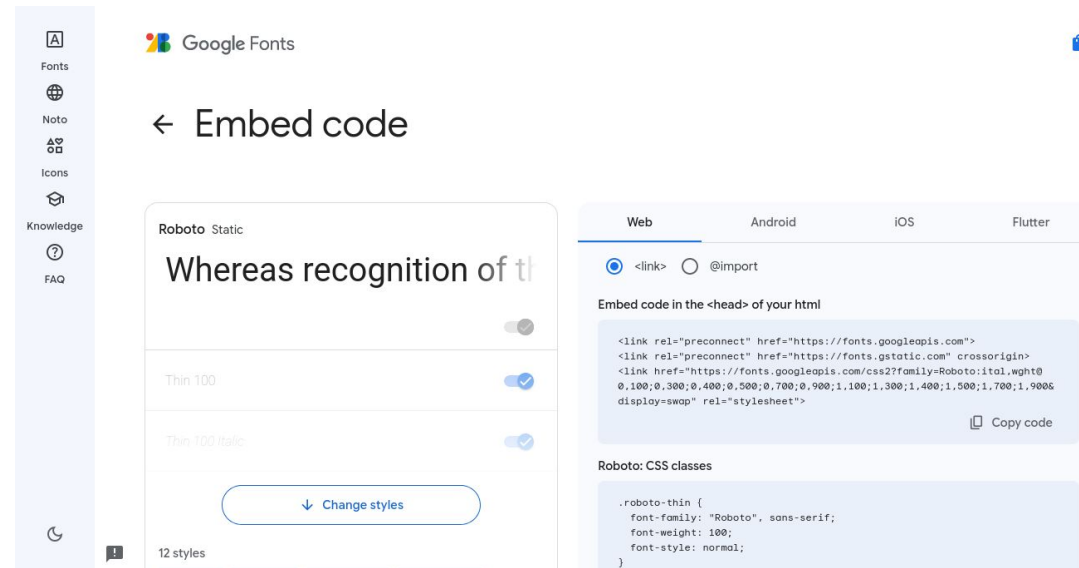 Google Fonts
Fonts
Noto
Icons
Knowledge
FAQ
Embed code
Roboto Static
Whereas recognition of th
Thin 100
Thin 100 Italic
Change styles
12 styles
Web
Android
iOS
Flutter
<link>
@import
Embed code in the <head> of your html
<link rel="preconnect" href="https://fonts.googleapis.com">
<link rel="preconnect" href="https://fonts.gstatic.com" crossorigin>
<link href="https://fonts.googleapis.com/css2?family=Roboto:ital,wght@
0,100;0,300;0,400;0,500;0,700;0,900;1,100;1,300;1,400;1,500;1,700;1,900&
display=swap" rel="stylesheet">
Copy code
Roboto: CSS classes
.roboto-thin {
font-family: "Roboto", sans-serif;
font-weight: 100;
font-style: normal;
}